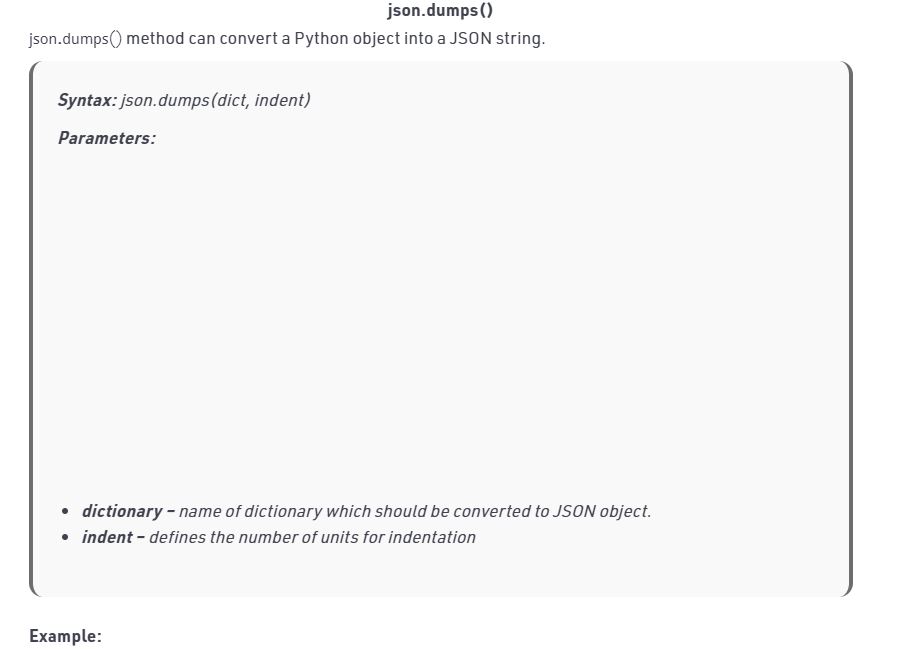 json.dumps()
json.dumps() method can convert a Python object into a JSON string.
Syntax: json.dumps(dict, indent)
Parameters:
• dictionary – name of dictionary which should be converted to JSON object.
• indent – defines the number of units for indentation
Example: